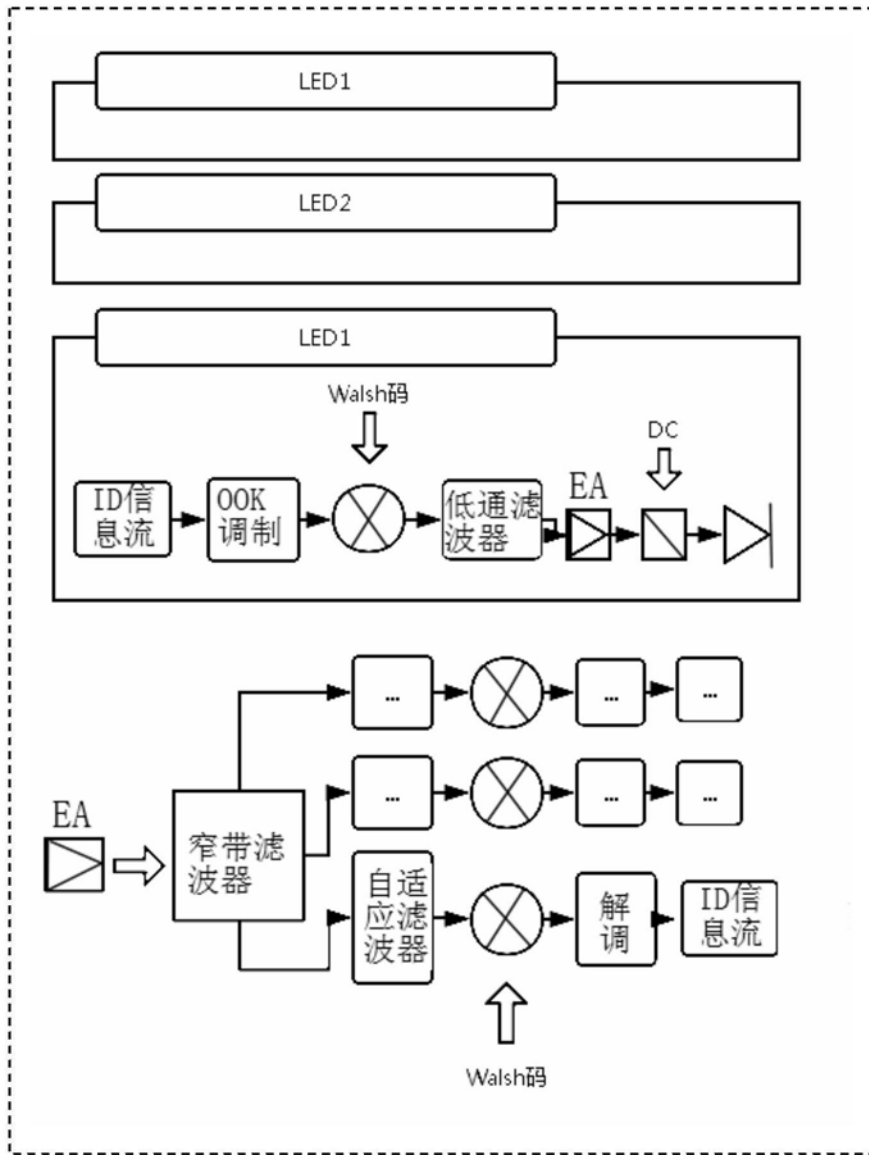 LED1
LED2
LED1
Walsh码
DC
ID信
息流
OOK
调制
低通滤
波器
EA
...
...
...
...
...
...
EA
窄带滤
波器
自适
应滤
波器
解
调
ID信
息流
Walsh码